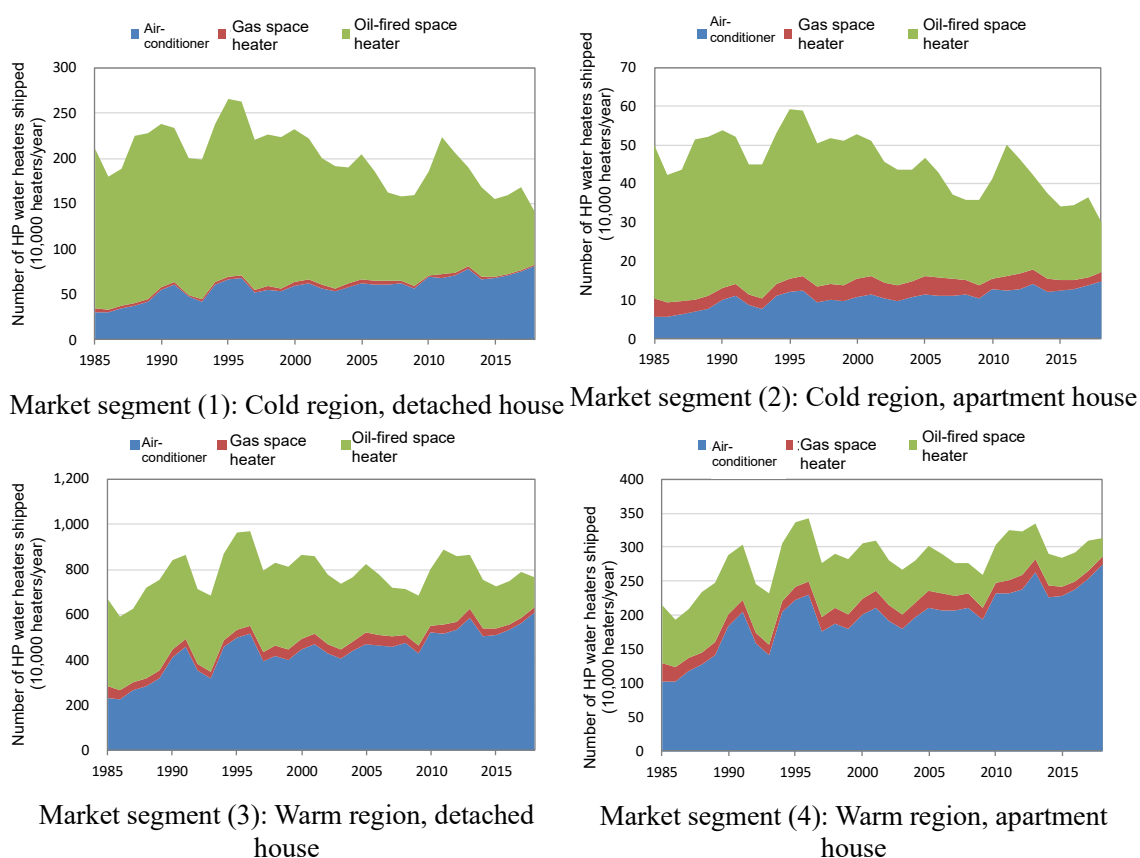 Air-
conditioner
Gas space
heater
Oil-fired space
heater
Number of HP water heaters shipped
(10,000 heaters/year)
300
250
200
150
100
50
0
1985
1990
1995
2000
2005
2010
2015
Market segment (1): Cold region, detached house
Air-
conditioner
Gas space
heater
Oil-fired space
heater
Number of HP water heaters shipped
(10,000 heaters/year)
70
60
50
40
30
20
10
0
1985
1990
1995
2000
2005
2010
2015
Market segment (2): Cold region, apartment house
Air-
conditioner
Gas space
heater
Oil-fired space
heater
Number of HP water heaters shipped
(10,000 heaters/year)
1,200
1,000
800
600
400
200
0
1985
1990
1995
2000
2005
2010
2015
Market segment (3): Warm region, detached
house
Air-
conditioner
:Gas space
heater
Oil-fired space
heater
Number of HP water heaters shipped
(10,000 heaters/year)
400
350
300
250
200
150
100
50
0
1985
1990
1995
2000
2005
2010
2015
Market segment (4): Warm region, apartment
house